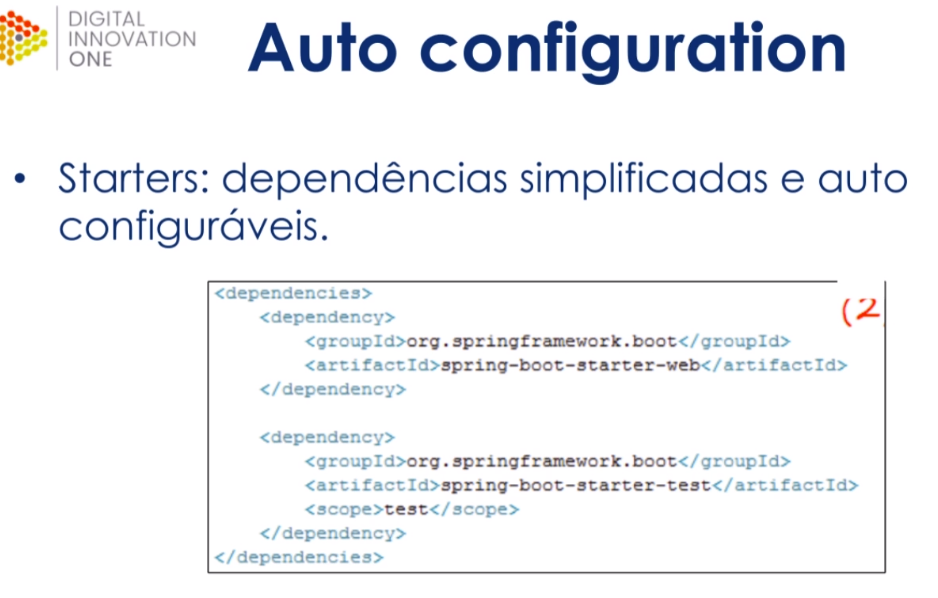 DIGITAL
INNOVATION
ONE
Auto configuration
• Starters: dependências simplificadas e auto
configuráveis.
(2
<dependencies>
    <dependency>
        <groupId>org.springframework.boot</groupId>
        <artifactId>spring-boot-starter-web</artifactId>
    </dependency>

    <dependency>
        <groupId>org.springframework.boot</groupId>
        <artifactId>spring-boot-starter-test</artifactId>
        <scope>test</scope>
    </dependency>
</dependencies>